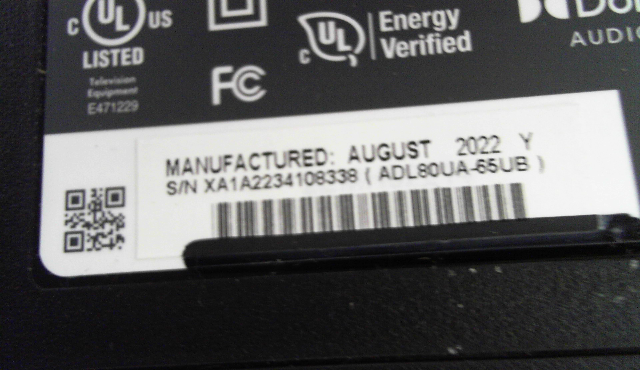 C UL US
LISTED
Television
Equipment
E471229
FC
C UL
Energy
Verified
AUDIO
MANUFACTURED: AUGUST 2022 Y
S/N XA1A2234108338 ( ADL80UA-65UB )